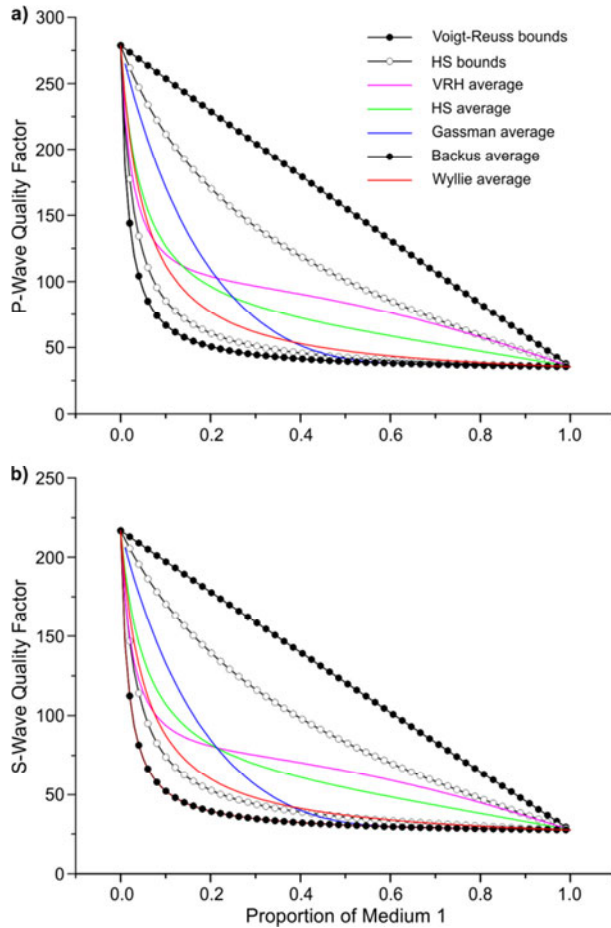 a)
300
250
200
150
100
50
0
P-Wave Quality Factor
Voigt-Reuss bounds
HS bounds
VRH average
HS average
Gassman average
Backus average
Wyllie average
0.0 0.2 0.4 0.6 0.8 1.0
b)
250
200
150
100
50
0
S-Wave Quality Factor
0.0 0.2 0.4 0.6 0.8 1.0
Proportion of Medium 1